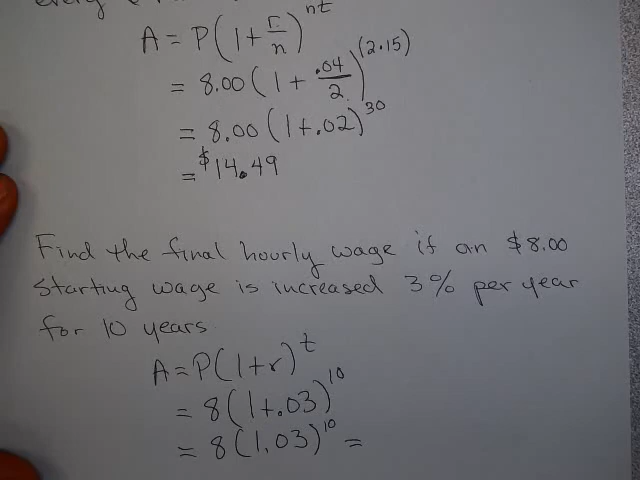 every
A = P(1 + r/n)^nt
= 8.00(1 + .04/2)^(2·15)
= 8.00(1+.02)^30
= $14.49
Find the final hourly wage if an $8.00
starting wage is increased 3% per year
for 10 years.
A = P(1+r)^t
= 8(1+.03)^10
= 8(1.03)^10 =